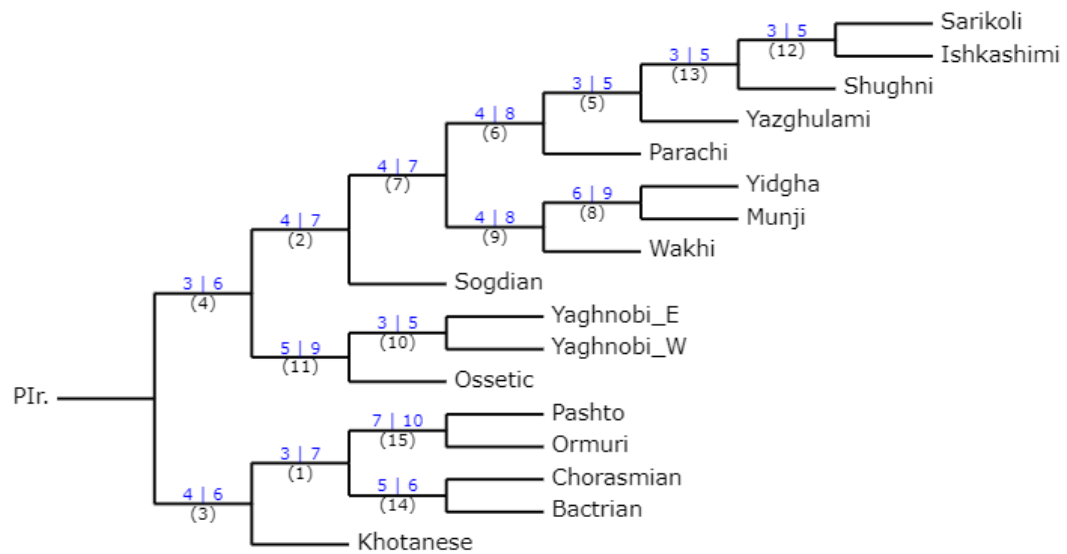 Sarikoli
3 | 5
(12)
Ishkashimi
3 | 5
(13)
Shughni
3 | 5
(5)
Yazghulami
4 | 8
(6)
Parachi
4 | 7
(7)
Yidgha
6 | 9
(8)
Munji
4 | 8
(9)
Wakhi
4 | 7
(2)
Sogdian
3 | 6
(4)
Yaghnobi_E
3 | 5
(10)
Yaghnobi_W
5 | 9
(11)
Ossetic
PIr.
Pashto
7 | 10
(15)
Ormuri
3 | 7
(1)
Chorasmian
5 | 6
(14)
Bactrian
4 | 6
(3)
Khotanese